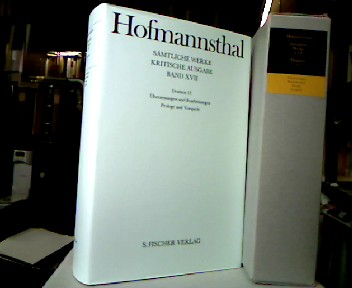 Hofmannsthal
SÄMTLICHE WERKE
KRITISCHE AUSGABE
BAND XVII
Dramen 15
Übersetzungen und Bearbeitungen
Prologe und Vorspiele
S. FISCHER VERLAG